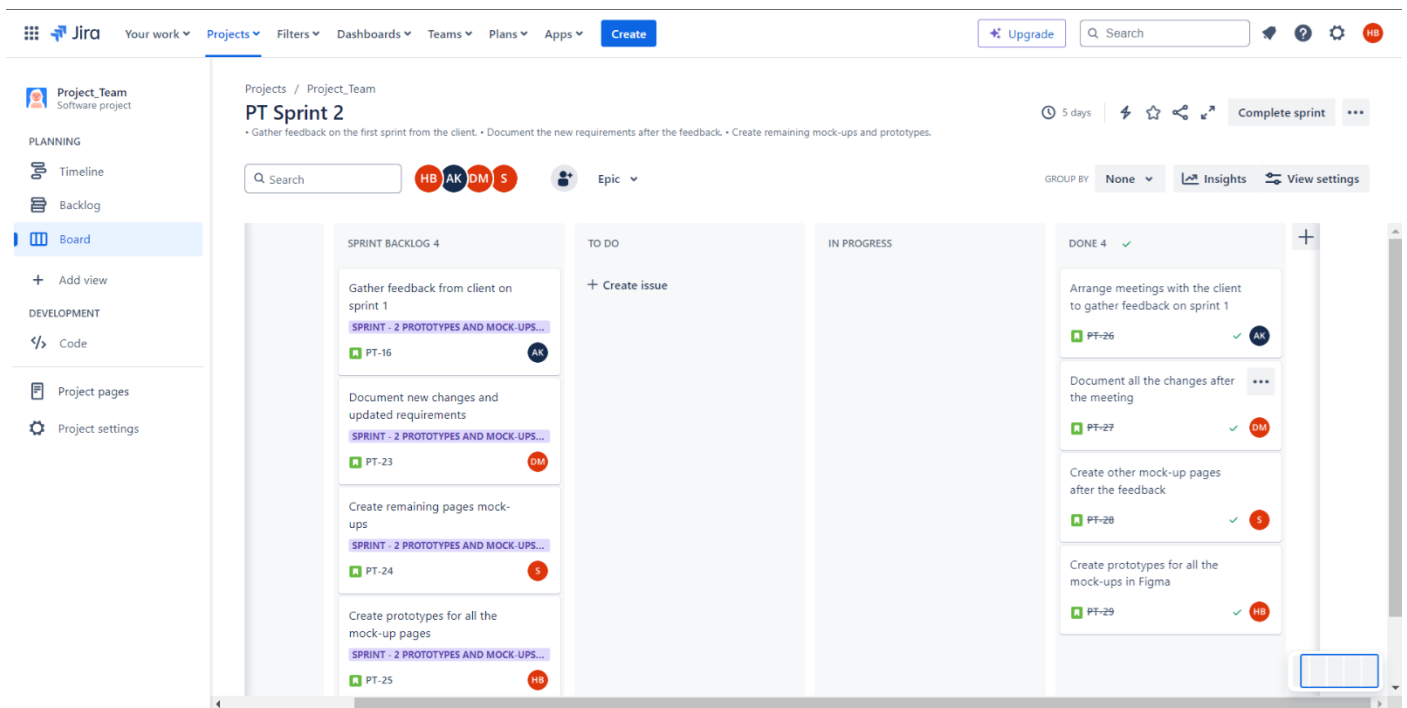 Jira
Your work
Projects
Filters
Dashboards
Teams
Plans
Apps
Create
Upgrade
Search
HB
Project_Team
Software project
PLANNING
Timeline
Backlog
Board
Add view
DEVELOPMENT
Code
Project pages
Project settings
Projects / Project_Team
PT Sprint 2
• Gather feedback on the first sprint from the client. • Document the new requirements after the feedback. • Create remaining mock-ups and prototypes.
5 days
Complete sprint
Search
HB AK DM S
Epic
GROUP BY None
Insights
View settings
SPRINT BACKLOG 4
Gather feedback from client on
sprint 1
SPRINT - 2 PROTOTYPES AND MOCK-UPS...
PT-16 AK
Document new changes and
updated requirements
SPRINT - 2 PROTOTYPES AND MOCK-UPS...
PT-23 DM
Create remaining pages mock-
ups
SPRINT - 2 PROTOTYPES AND MOCK-UPS...
PT-24 S
Create prototypes for all the
mock-up pages
SPRINT - 2 PROTOTYPES AND MOCK-UPS...
PT-25 HB
TO DO
+ Create issue
IN PROGRESS
DONE 4
Arrange meetings with the client
to gather feedback on sprint 1
PT-26 AK
Document all the changes after
the meeting
PT-27 DM
Create other mock-up pages
after the feedback
PT-28 S
Create prototypes for all the
mock-ups in Figma
PT-29 HB